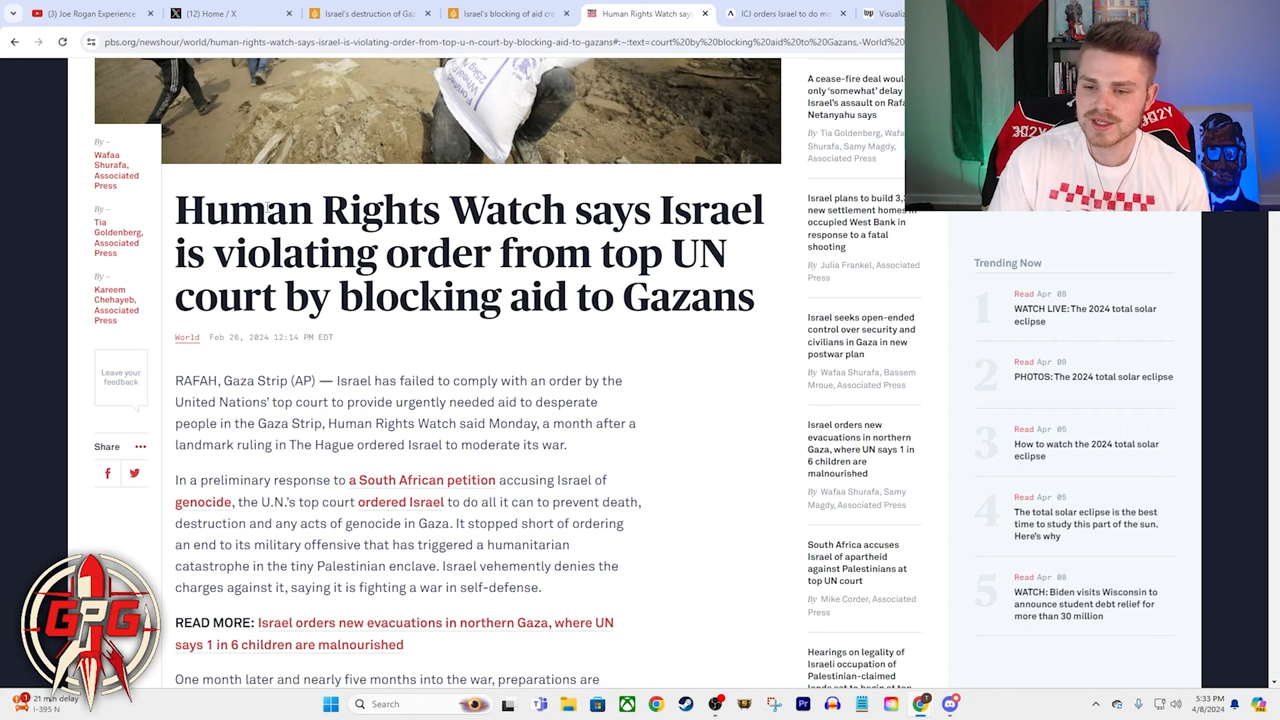 Joe Rogan Experience
(12) Home / X
Israel's destruction of Gaz
Israel's blocking of aid cre
Human Rights Watch says
ICJ orders Israel to do mo
Visualiz
pbs.org/newshour/world/human-rights-watch-says-israel-is-violating-order-from-top-u-n-court-by-blocking-aid-to-gazans#:~:text=court%20by%20blocking%20aid%20to%20Gazans,-World%20
By –
Wafaa
Shurafa,
Associated
Press
By –
Tia
Goldenberg,
Associated
Press
By –
Kareem
Chehayeb,
Associated
Press
Leave your
feedback
Share
Human Rights Watch says Israel
is violating order from top UN
court by blocking aid to Gazans
World Feb 26, 2024 12:14 PM EDT
RAFAH, Gaza Strip (AP) — Israel has failed to comply with an order by the
United Nations' top court to provide urgently needed aid to desperate
people in the Gaza Strip, Human Rights Watch said Monday, a month after a
landmark ruling in The Hague ordered Israel to moderate its war.
In a preliminary response to a South African petition accusing Israel of
genocide, the U.N.'s top court ordered Israel to do all it can to prevent death,
destruction and any acts of genocide in Gaza. It stopped short of ordering
an end to its military offensive that has triggered a humanitarian
catastrophe in the tiny Palestinian enclave. Israel vehemently denies the
charges against it, saying it is fighting a war in self-defense.
READ MORE: Israel orders new evacuations in northern Gaza, where UN
says 1 in 6 children are malnourished
One month later and nearly five months into the war, preparations are
A cease-fire deal would
only 'somewhat' delay
Israel's assault on Rafa
Netanyahu says
By Tia Goldenberg, Wafa
Shurafa, Samy Magdy,
Associated Press
Israel plans to build 3,3
new settlement homes in
occupied West Bank in
response to a fatal
shooting
By Julia Frankel, Associated
Press
Israel seeks open-ended
control over security and
civilians in Gaza in new
postwar plan
By Wafaa Shurafa, Bassem
Mroue, Associated Press
Israel orders new
evacuations in northern
Gaza, where UN says 1 in
6 children are
malnourished
By Wafaa Shurafa, Samy
Magdy, Associated Press
South Africa accuses
Israel of apartheid
against Palestinians at
top UN court
By Mike Corder, Associated
Press
Hearings on legality of
Israeli occupation of
Palestinian-claimed
lands set to begin at top
Trending Now
1
Read Apr 08
WATCH LIVE: The 2024 total solar
eclipse
2
Read Apr 08
PHOTOS: The 2024 total solar eclipse
3
Read Apr 05
How to watch the 2024 total solar
eclipse
4
Read Apr 05
The total solar eclipse is the best
time to study this part of the sun.
Here's why
5
Read Apr 08
WATCH: Biden visits Wisconsin to
announce student debt relief for
more than 30 million
GPG
21 min delay
I-395 N
Search
5:33 PM
4/8/2024